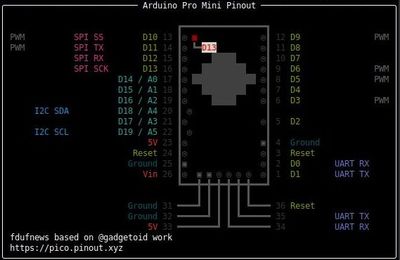 Arduino Pro Mini Pinout
PWM SPI SS D10 13 12 D9 PWM
PWM SPI TX D11 14 D13 11 D8
SPI RX D12 15 10 D7
SPI SCK D13 16 9 D6 PWM
D14 / A0 17 8 D5 PWM
D15 / A1 18 7 D4
D16 / A2 19 6 D3 PWM
I2C SDA D18 / A4 20
D17 / A3 21 5 D2
I2C SCL D19 / A5 22
5V 23 4 Ground
Reset 24 3 Reset
Ground 25 2 D0 UART RX
Vin 26 1 D1 UART TX
Ground 31 36 Reset
Ground 32 35 UART TX
5V 33 34 UART RX
fdufnews based on @gadgetoid work
https://pico.pinout.xyz